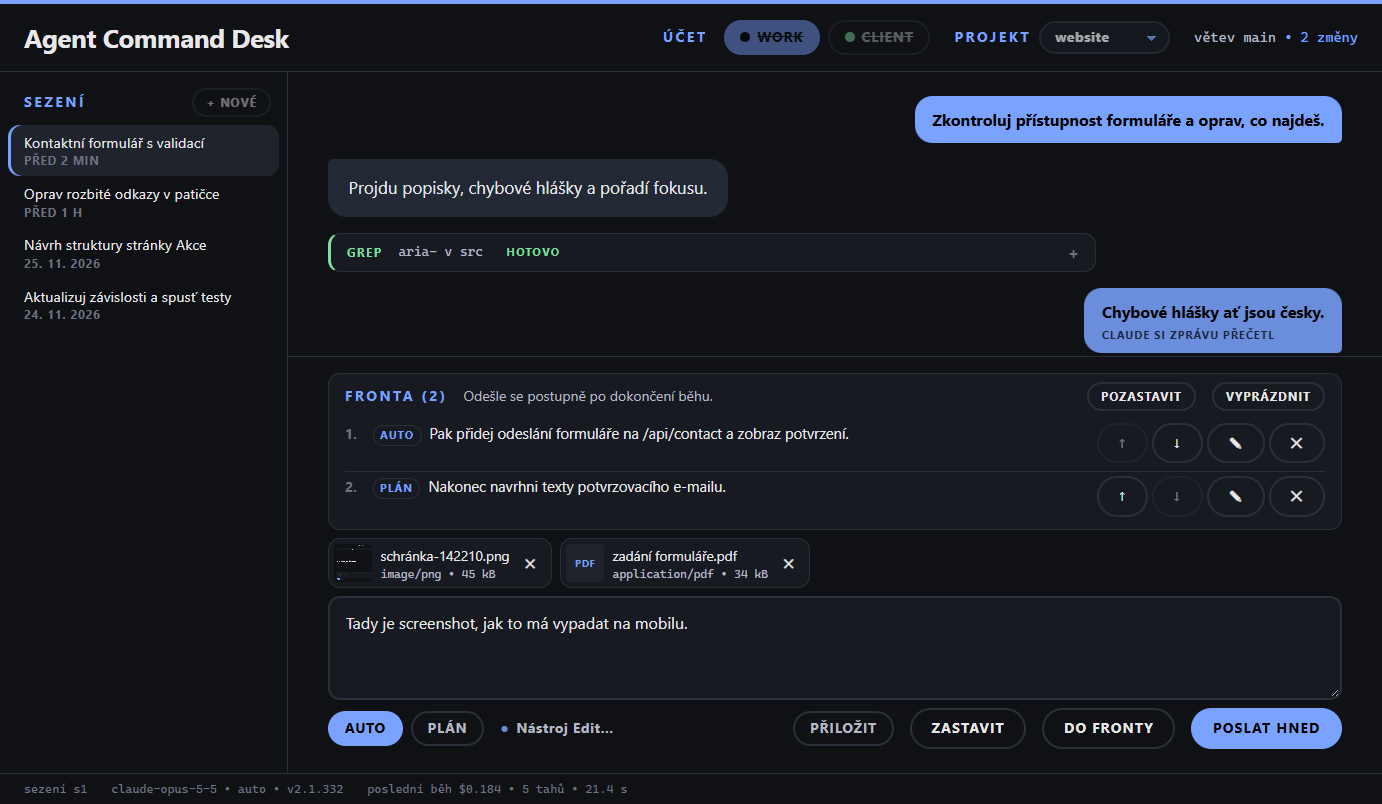 Agent Command Desk
ÚČET ● WORK ● CLIENT PROJEKT website větev main • 2 změny
SEZENÍ + NOVÉ
Kontaktní formulář s validací
PŘED 2 MIN
Oprav rozbité odkazy v patičce
PŘED 1 H
Návrh struktury stránky Akce
25. 11. 2026
Aktualizuj závislosti a spusť testy
24. 11. 2026
Zkontroluj přístupnost formuláře a oprav, co najdeš.
Projdu popisky, chybové hlášky a pořadí fokusu.
GREP aria- v src HOTOVO +
Chybové hlášky ať jsou česky.
CLAUDE SI ZPRÁVU PŘEČETL
FRONTA (2) Odešle se postupně po dokončení běhu. POZASTAVIT VYPRÁZDNIT
1. AUTO Pak přidej odeslání formuláře na /api/contact a zobraz potvrzení. ↑ ↓ ✎ ✕
2. PLÁN Nakonec navrhni texty potvrzovacího e-mailu. ↑ ↓ ✎ ✕
schránka-142210.png ✕
image/png • 45 kB
PDF zadání formuláře.pdf ✕
application/pdf • 34 kB
Tady je screenshot, jak to má vypadat na mobilu.
AUTO PLÁN ● Nástroj Edit… PŘILOŽIT ZASTAVIT DO FRONTY POSLAT HNED
sezení s1 claude-opus-5-5 • auto • v2.1.332 poslední běh $0.184 • 5 tahů • 21.4 s